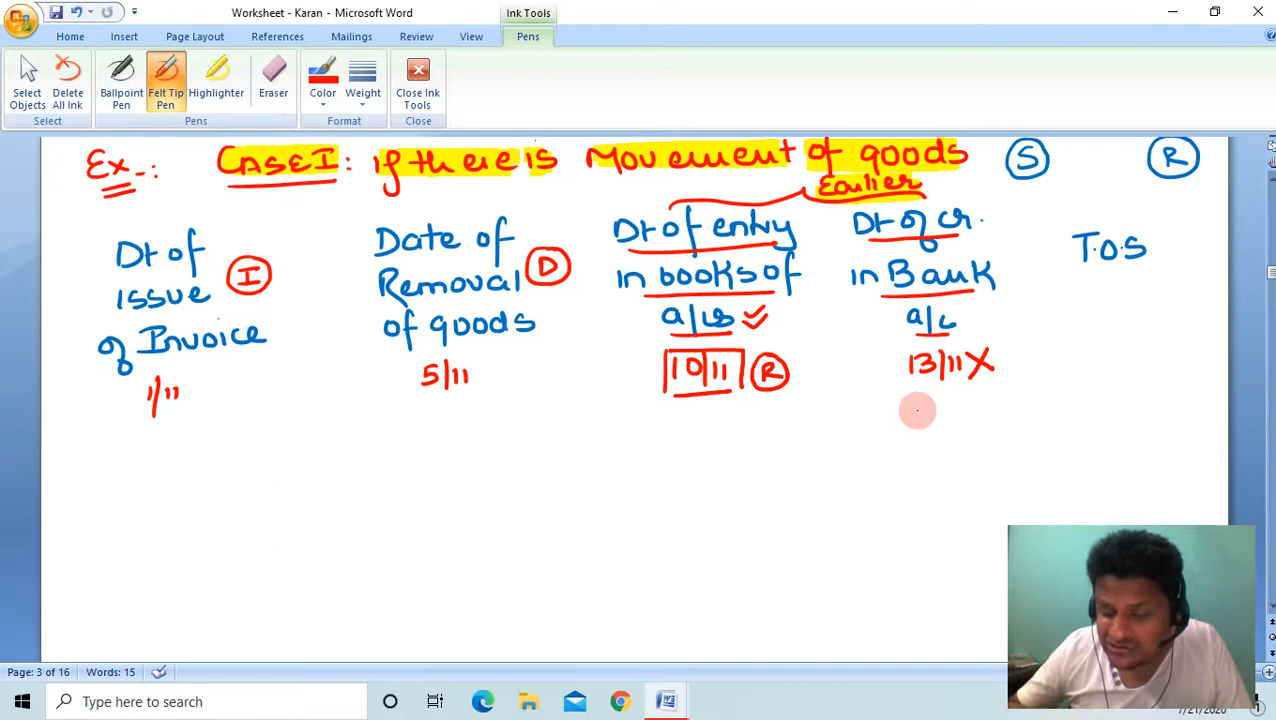 Worksheet - Karan - Microsoft Word
Ink Tools
Home Insert Page Layout References Mailings Review View Pens
Select Objects
Delete All Ink
Ballpoint Pen
Felt Tip Pen
Highlighter
Eraser
Color
Weight
Close Ink Tools
Select Pens Format Close
Ex-: CASE I : if there is Movement of goods S R
Earlier
Dt of issue of Invoice I
Date of Removal of goods D
Dt of entry in books of a/cs
Dt of cr. in Bank a/c
T.O.S
1/11 5/11 10/11 R 13/11 X
Page: 3 of 16 Words: 15
Type here to search
7/21/2020